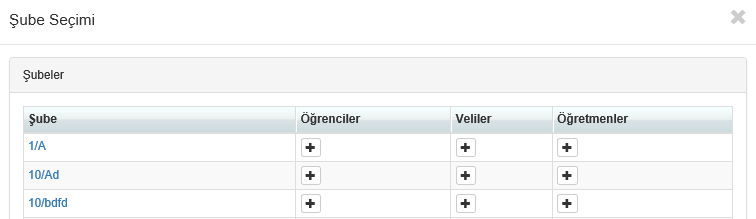 Şube Seçimi
Şubeler
Şube Öğrenciler Veliler Öğretmenler
1/A
10/Ad
10/bdfd